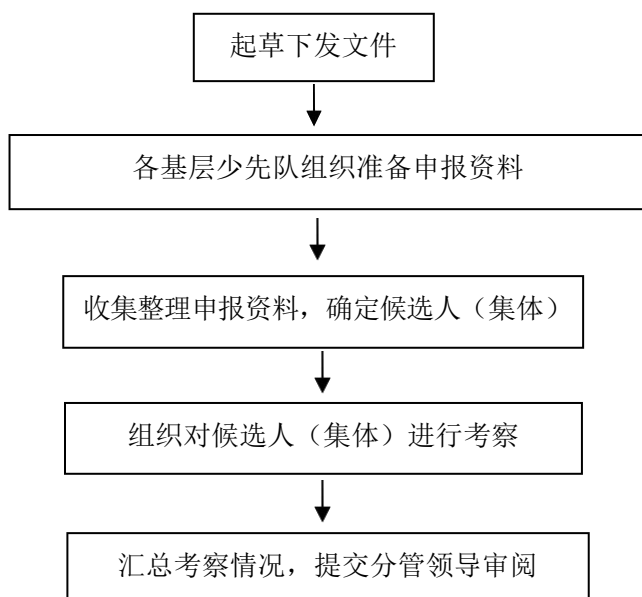 起草下发文件
各基层少先队组织准备申报资料
收集整理申报资料，确定候选人（集体）
组织对候选人（集体）进行考察
汇总考察情况，提交分管领导审阅